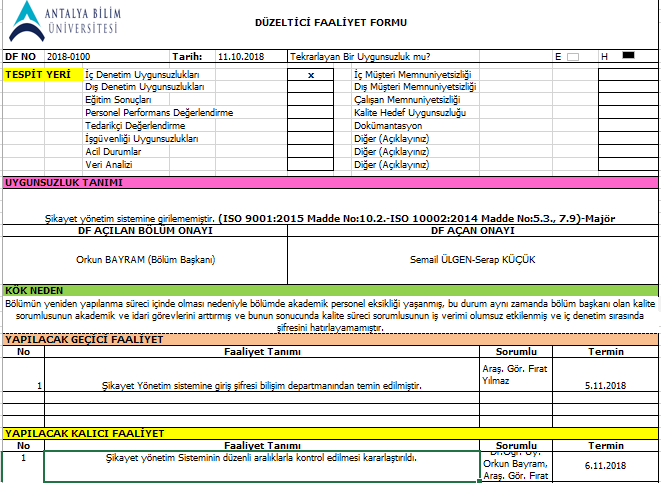 ANTALYA BİLİM
ÜNİVERSİTESİ
DÜZELTİCİ FAALİYET FORMU
DF NO 2018-0100 Tarih: 11.10.2018 Tekrarlayan Bir Uygunsuzluk mu? E H
TESPİT YERİ İç Denetim Uygunsuzlukları x İç Müşteri Memnuniyetsizliği
Dış Denetim Uygunsuzlukları Dış Müşteri Memnuniyetsizliği
Eğitim Sonuçları Çalışan Memnuniyetsizliği
Personel Performans Değerlendirme Kalite Hedef Uygunsuzluğu
Tedarikçi Değerlendirme Dokümantasyon
İşgüvenliği Uygunsuzlukları Diğer (Açıklayınız)
Acil Durumlar Diğer (Açıklayınız)
Veri Analizi Diğer (Açıklayınız)
UYGUNSUZLUK TANIMI
Şikayet yönetim sistemine girilememiştir. (ISO 9001:2015 Madde No:10.2.-ISO 10002:2014 Madde No:5.3., 7.9)-Majör
DF AÇILAN BÖLÜM ONAYI DF AÇAN ONAYI
Orkun BAYRAM (Bölüm Başkanı) Semail ÜLGEN-Serap KÜÇÜK
KÖK NEDEN
Bölümün yeniden yapılanma süreci içinde olması nedeniyle bölümde akademik personel eksikliği yaşanmış, bu durum aynı zamanda bölüm başkanı olan kalite
sorumlusunun akademik ve idari görevlerini arttırmış ve bunun sonucunda kalite süreci sorumlusunun iş verimi olumsuz etkilenmiş ve iç denetim sırasında
şifresini hatırlayamamıştır.
YAPILACAK GEÇİCİ FAALİYET
No Faaliyet Tanımı Sorumlu Termin
1 Şikayet Yönetim sistemine giriş şifresi bilişim departmanından temin edilmiştir. Araş. Gör. Fırat
Yılmaz 5.11.2018
YAPILACAK KALICI FAALİYET
No Faaliyet Tanımı Sorumlu Termin
1 Şikayet yönetim Sisteminin düzenli aralıklarla kontrol edilmesi kararlaştırıldı. Dr.Öğr. Üy.
Orkun Bayram, 6.11.2018
Araş. Gör. Fırat